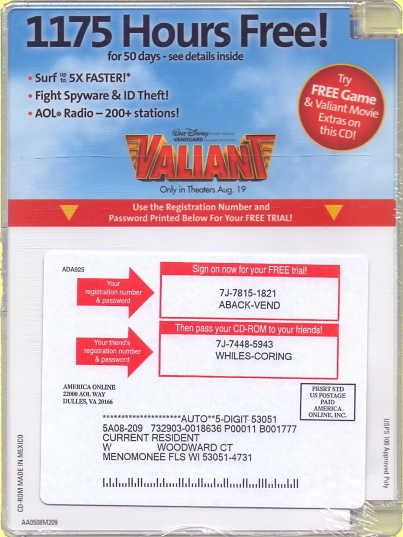 1175 Hours Free!
for 50 days - see details inside
• Surf up to 5X FASTER!*
• Fight Spyware & ID Theft!
• AOL® Radio – 200+ stations!
Try
FREE Game
& Valiant Movie
Extras on
this CD!
Walt Disney
VANGUARD
VALIANT
Only in Theaters Aug. 19
Use the Registration Number and
Password Printed Below For Your FREE TRIAL!
ADA925
Your
registration number
& password
Sign on now for your FREE trial!
7J-7815-1821
ABACK-VEND
Your friend's
registration number
& password
Then pass your CD-ROM to your friends!
7J-7448-5943
WHILES-CORING
AMERICA ONLINE
22000 AOL WAY
DULLES, VA 20166
PRSRT STD
US POSTAGE
PAID
AMERICA
ONLINE, INC.
**********************AUTO**5-DIGIT 53051
5A08-209 732903-0018636 P00011 B001777
CURRENT RESIDENT
W WOODWARD CT
MENOMONEE FLS WI 53051-4731
CD-ROM MADE IN MEXICO
USPS 100 Approved Poly
AA0508M209